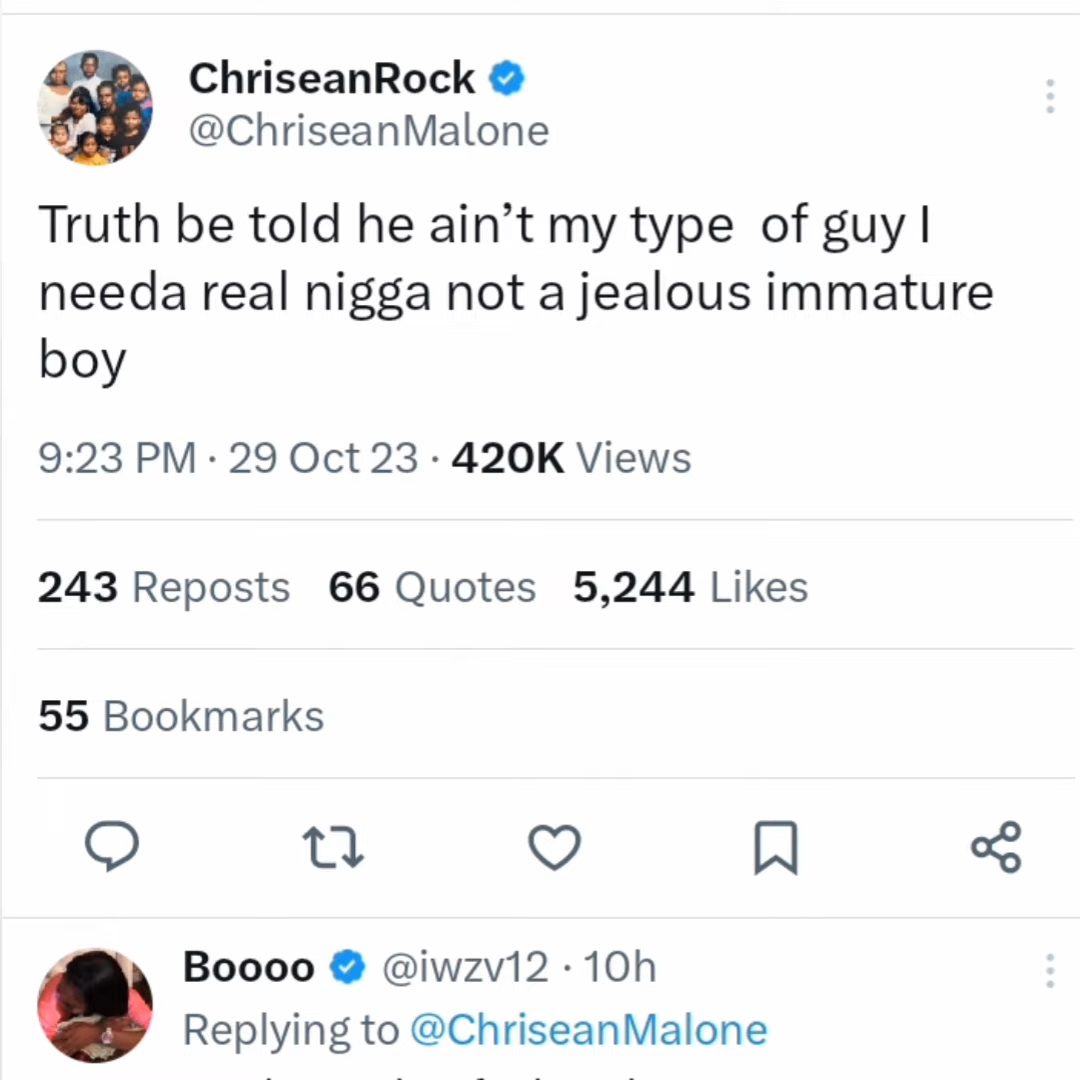 ChriseanRock
@ChriseanMalone
Truth be told he ain’t my type  of guy I
needa real nigga not a jealous immature
boy
9:23 PM · 29 Oct 23 · 420K Views
243 Reposts 66 Quotes 5,244 Likes
55 Bookmarks
Boooo @iwzv12 · 10h
Replying to @ChriseanMalone